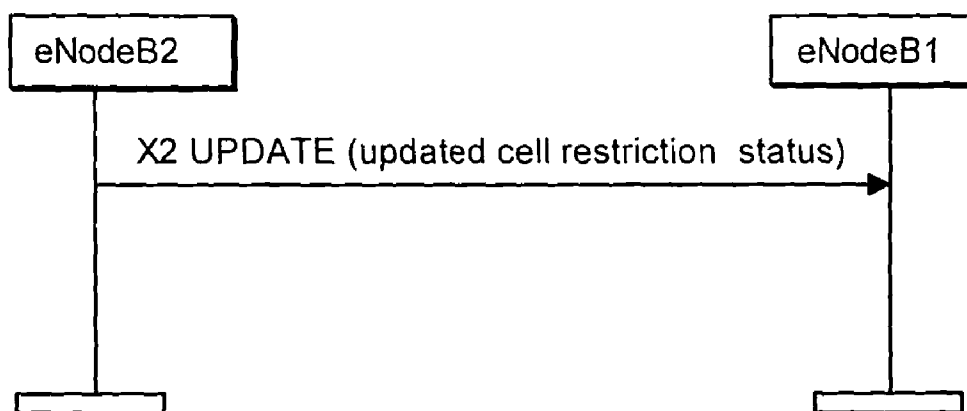 eNodeB2
eNodeB1
X2 UPDATE (updated cell restriction status)